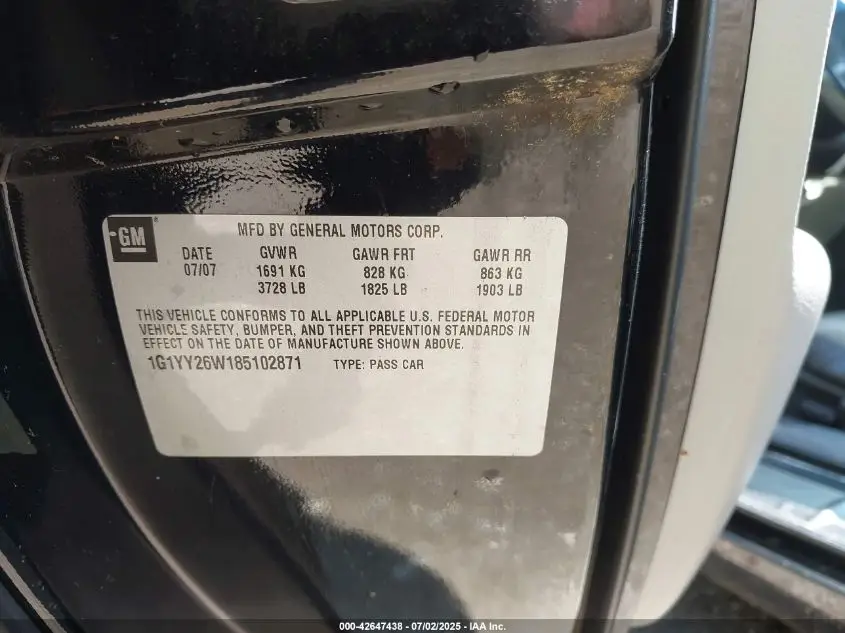 GM ®
MFD BY GENERAL MOTORS CORP.
DATE GVWR GAWR FRT GAWR RR
07/07 1691 KG 828 KG 863 KG
3728 LB 1825 LB 1903 LB
THIS VEHICLE CONFORMS TO ALL APPLICABLE U.S. FEDERAL MOTOR
VEHICLE SAFETY, BUMPER, AND THEFT PREVENTION STANDARDS IN
EFFECT ON THE DATE OF MANUFACTURE SHOWN ABOVE.
1G1YY26W185102871 TYPE: PASS CAR
000-42647438 - 07/02/2025 - IAA Inc.